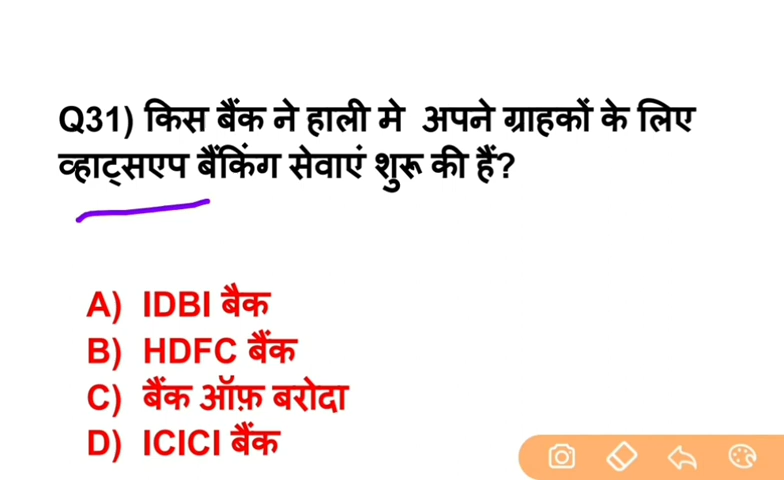 Q31) किस बैंक ने हाली मे अपने ग्राहकों के लिए
व्हाट्सएप बैंकिंग सेवाएं शुरू की हैं?
A) IDBI बैक
B) HDFC बैंक
C) बैंक ऑफ़ बरोदा
D) ICICI बैंक